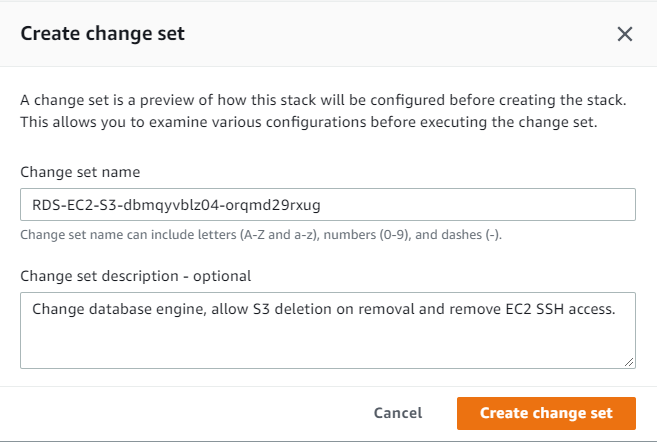 Create change set
A change set is a preview of how this stack will be configured before creating the stack.
This allows you to examine various configurations before executing the change set.
Change set name
RDS-EC2-S3-dbmqyvblz04-orqmd29rxug
Change set name can include letters (A-Z and a-z), numbers (0-9), and dashes (-).
Change set description - optional
Change database engine, allow S3 deletion on removal and remove EC2 SSH access.
Cancel Create change set